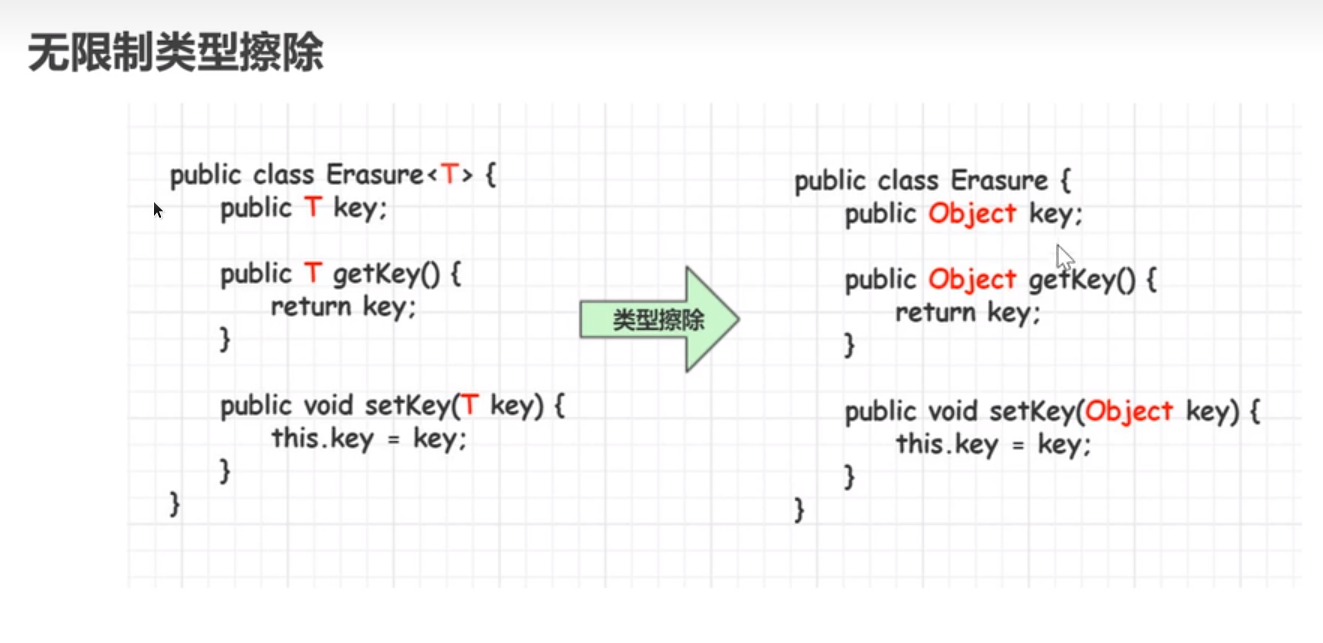 无限制类型擦除
public class Erasure<T> {
public T key;
public T getKey() {
return key;
}
public void setKey(T key) {
this.key = key;
}
}
类型擦除
public class Erasure {
public Object key;
public Object getKey() {
return key;
}
public void setKey(Object key) {
this.key = key;
}
}